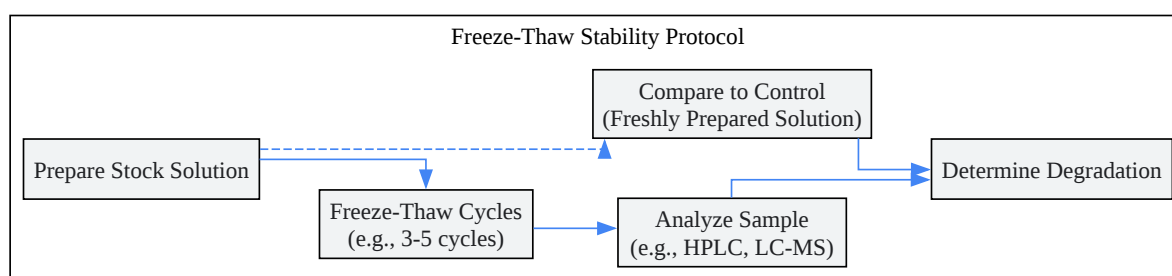 Freeze-Thaw Stability Protocol
Prepare Stock Solution
Freeze-Thaw Cycles
(e.g., 3-5 cycles)
Compare to Control
(Freshly Prepared Solution)
Analyze Sample
(e.g., HPLC, LC-MS)
Determine Degradation